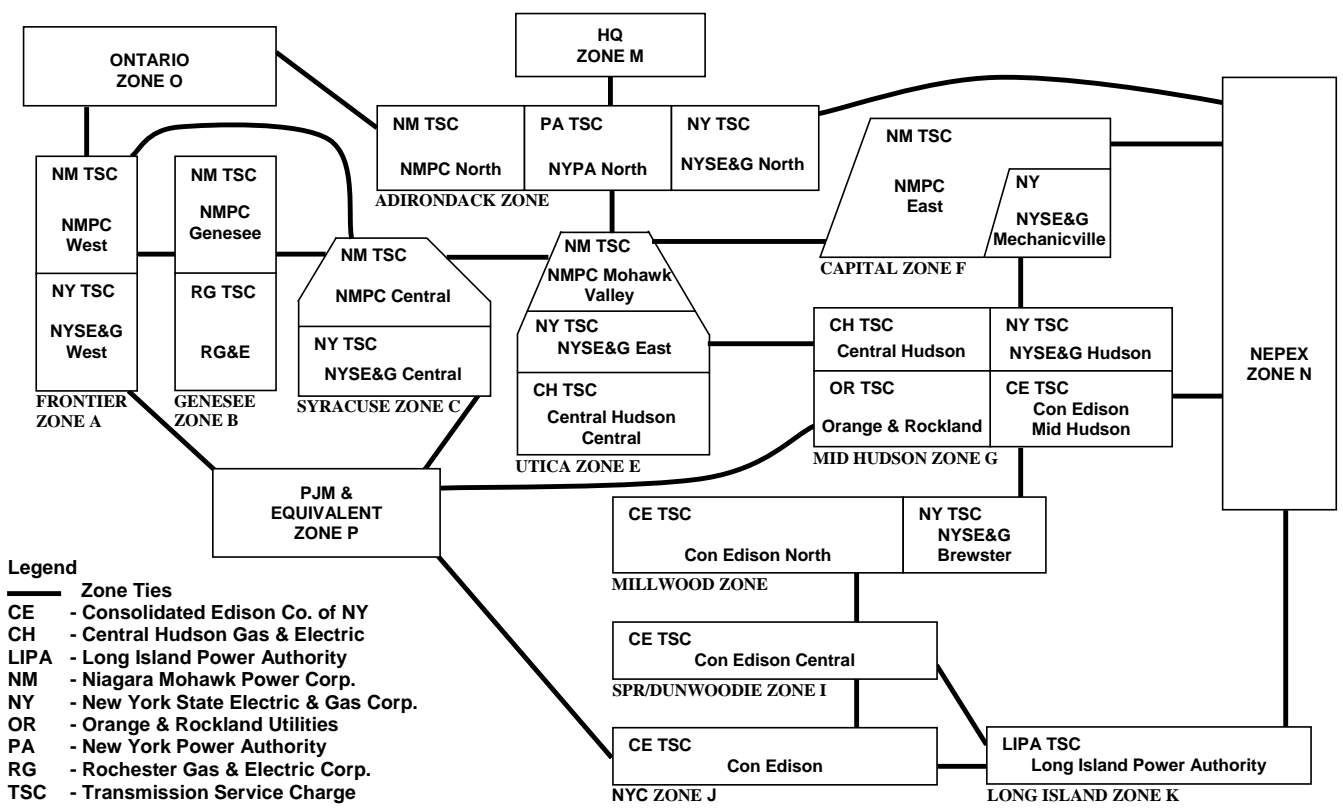 ONTARIO
ZONE O
HQ
ZONE M
NM TSC
NMPC North
PA TSC
NYPA North
NY TSC
NYSE&G North
ADIRONDACK ZONE
NM TSC
NMPC
East
NY
NYSE&G
Mechanicville
CAPITAL ZONE F
NEPEX
ZONE N
NM TSC
NMPC
West
NY TSC
NYSE&G
West
FRONTIER
ZONE A
NM TSC
NMPC
Genesee
RG TSC
RG&E
GENESEE
ZONE B
NM TSC
NMPC Central
NY TSC
NYSE&G Central
SYRACUSE ZONE C
NM TSC
NMPC Mohawk
Valley
NY TSC
NYSE&G East
CH TSC
Central Hudson
Central
UTICA ZONE E
CH TSC
Central Hudson
NY TSC
NYSE&G Hudson
OR TSC
Orange & Rockland
CE TSC
Con Edison
Mid Hudson
MID HUDSON ZONE G
PJM &
EQUIVALENT
ZONE P
CE TSC
Con Edison North
NY TSC
NYSE&G
Brewster
MILLWOOD ZONE
CE TSC
Con Edison Central
SPR/DUNWOODIE ZONE I
CE TSC
Con Edison
NYC ZONE J
LIPA TSC
Long Island Power Authority
LONG ISLAND ZONE K
Legend
Zone Ties
CE - Consolidated Edison Co. of NY
CH - Central Hudson Gas & Electric
LIPA - Long Island Power Authority
NM - Niagara Mohawk Power Corp.
NY - New York State Electric & Gas Corp.
OR - Orange & Rockland Utilities
PA - New York Power Authority
RG - Rochester Gas & Electric Corp.
TSC - Transmission Service Charge